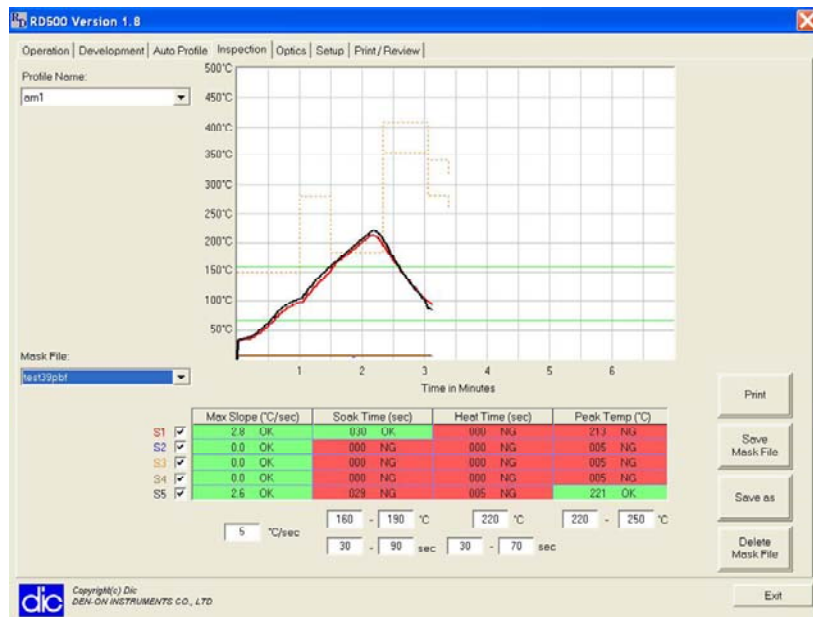 RD500 Version 1.8
Operation Development Auto Profile Inspection Optics Setup Print/Review
Profile Name:
am1
500°C
450°C
400°C
350°C
300°C
250°C
200°C
150°C
100°C
50°C
1 2 3 4 5 6
Time in Minutes
Mask File:
test39pbf
Max Slope (°C/sec) Soak Time (sec) Heat Time (sec) Peak Temp (°C)
S1 2.8 OK 030 OK 000 NG 213 NG
S2 0.0 OK 000 NG 000 NG 005 NG
S3 0.0 OK 000 NG 000 NG 005 NG
S4 0.0 OK 000 NG 000 NG 005 NG
S5 2.6 OK 029 NG 005 NG 221 OK
160 - 190 °C 220 °C 220 - 250 °C
5 °C/sec
30 - 90 sec 30 - 70 sec
Print
Save
Mask File
Save as
Delete
Mask File
dic
Copyright(c) Dic
DEN-ON INSTRUMENTS CO., LTD
Exit